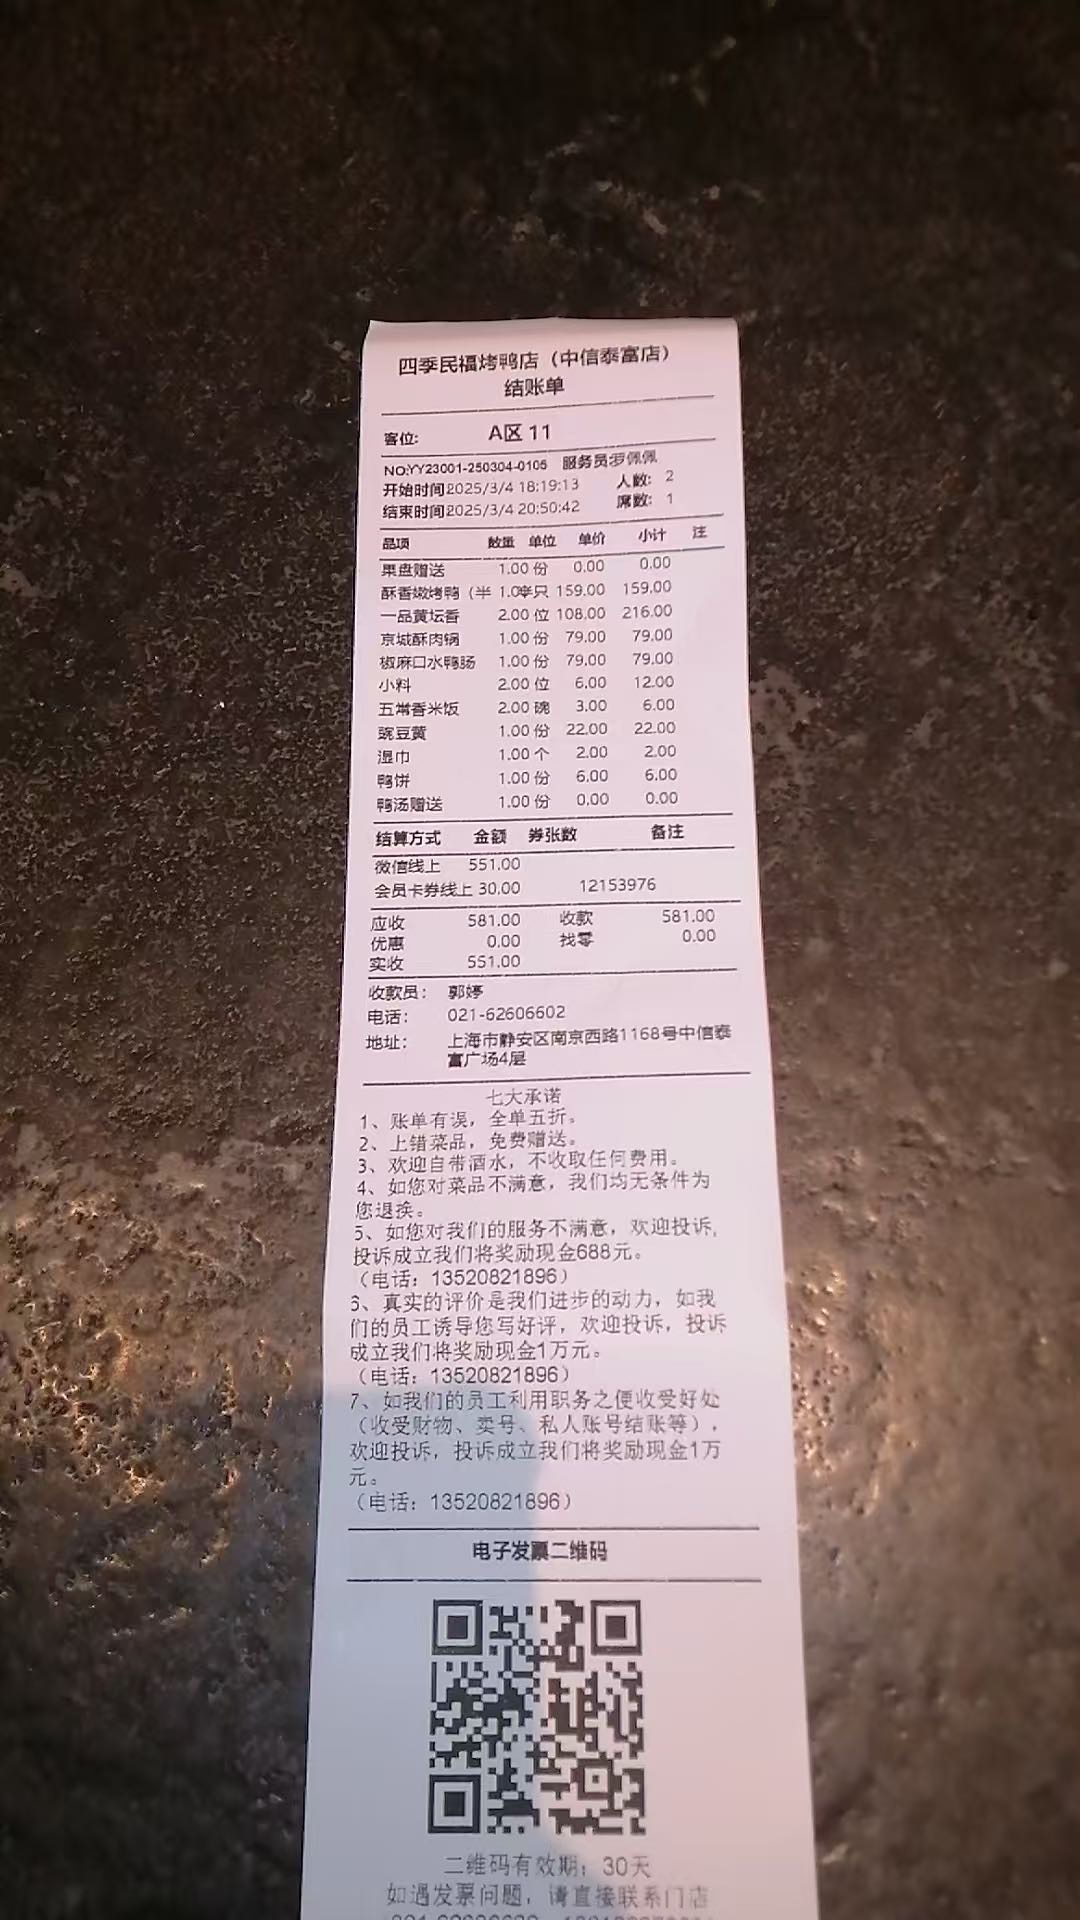 四季民福烤鸭店（中信泰富店）
结账单
客位: A区 11
NO:YY23001-250304-0105 服务员:罗佩佩
开始时间2025/3/4 18:19:13 人数: 2
结束时间2025/3/4 20:50:42 席数: 1
品项 数量 单位 单价 小计 注
果盘赠送 1.00 份 0.00 0.00
酥香嫩烤鸭（半 1.00半只 159.00 159.00
一品黄坛香 2.00 位 108.00 216.00
京城酥肉锅 1.00 份 79.00 79.00
椒麻口水鸭肠 1.00 份 79.00 79.00
小料 2.00 位 6.00 12.00
五常香米饭 2.00 碗 3.00 6.00
豌豆黄 1.00 份 22.00 22.00
湿巾 1.00 个 2.00 2.00
鸭饼 1.00 份 6.00 6.00
鸭汤赠送 1.00 份 0.00 0.00
结算方式 金额 券张数 备注
微信线上 551.00
会员卡券线上 30.00 12153976
应收 581.00 收款 581.00
优惠 0.00 找零 0.00
实收 551.00
收款员: 郭婷
电话: 021-62606602
地址: 上海市静安区南京西路1168号中信泰
富广场4层
七大承诺
1、账单有误，全单五折。
2、上错菜品，免费赠送。
3、欢迎自带酒水，不收取任何费用。
4、如您对菜品不满意，我们均无条件为
您退换。
5、如您对我们的服务不满意，欢迎投诉,
投诉成立我们将奖励现金688元。
（电话：13520821896）
6、真实的评价是我们进步的动力，如我
们的员工诱导您写好评，欢迎投诉，投诉
成立我们将奖励现金1万元。
（电话：13520821896）
7、如我们的员工利用职务之便收受好处
（收受财物、卖号、私人账号结账等），
欢迎投诉，投诉成立我们将奖励现金1万
元。
（电话：13520821896）
电子发票二维码
二维码有效期：30天
如遇发票问题，请直接联系门店